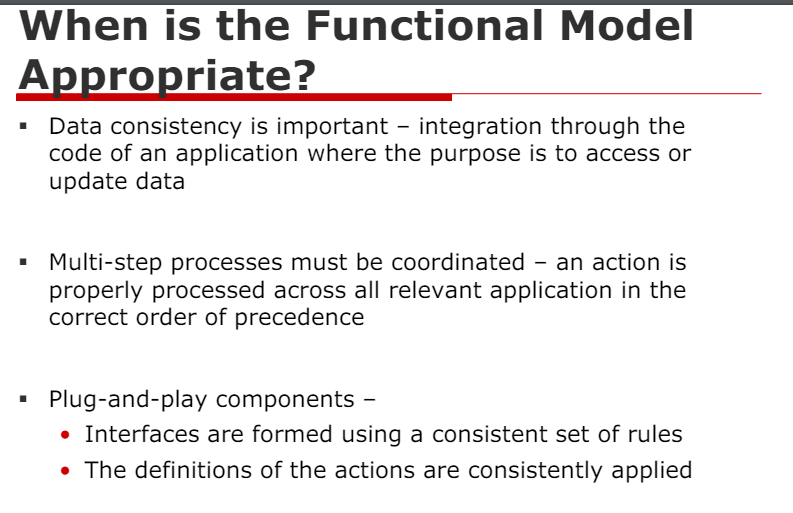 When is the Functional Model
Appropriate?
▪ Data consistency is important – integration through the
code of an application where the purpose is to access or
update data
▪ Multi-step processes must be coordinated – an action is
properly processed across all relevant application in the
correct order of precedence
▪ Plug-and-play components –
• Interfaces are formed using a consistent set of rules
• The definitions of the actions are consistently applied